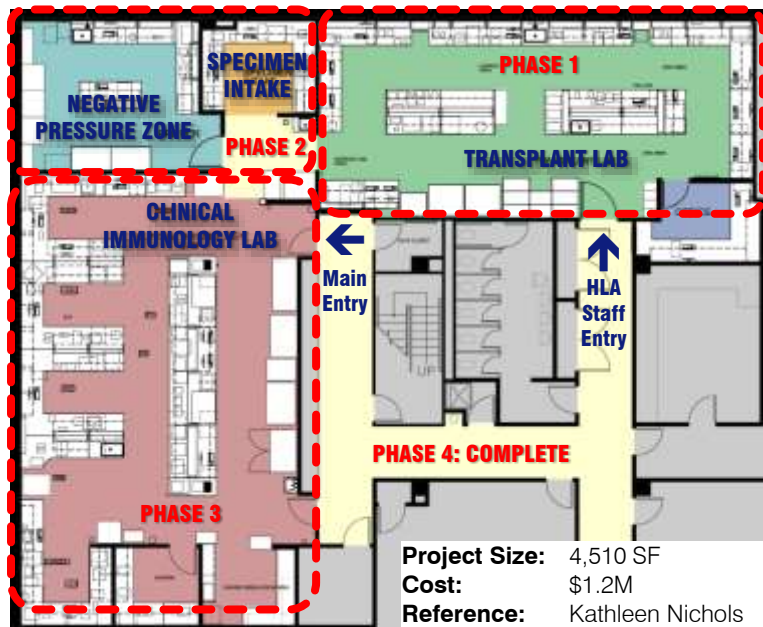 SPECIMEN
INTAKE
NEGATIVE
PRESSURE ZONE
PHASE 2
PHASE 1
TRANSPLANT LAB
CLINICAL
IMMUNOLOGY LAB
Main
Entry
HLA
Staff
Entry
UP
PHASE 4: COMPLETE
PHASE 3
Project Size: 4,510 SF
Cost: $1.2M
Reference: Kathleen Nichols